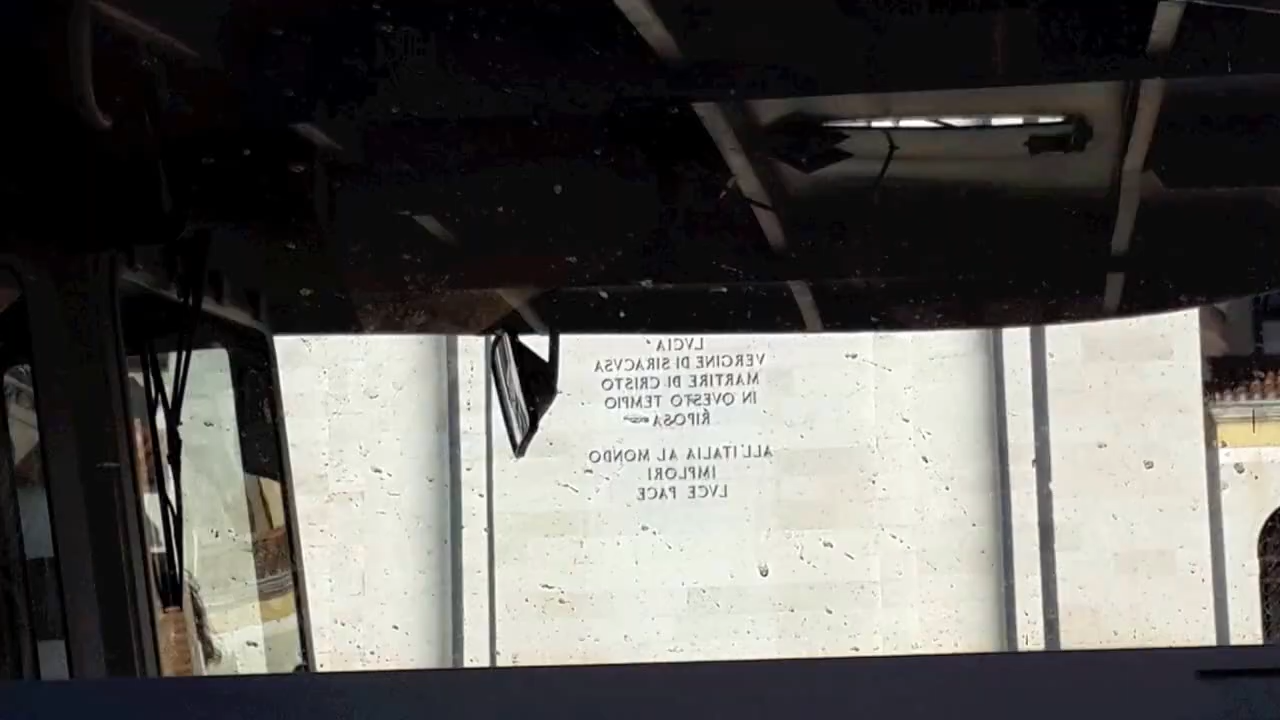 LVCIA
VERGINE DI SIRACVSA
MARTIRE DI CRISTO
IN QVESTO TEMPIO
RIPOSA
ALL'ITALIA AL MONDO
IMPLORI
LVCE PACE